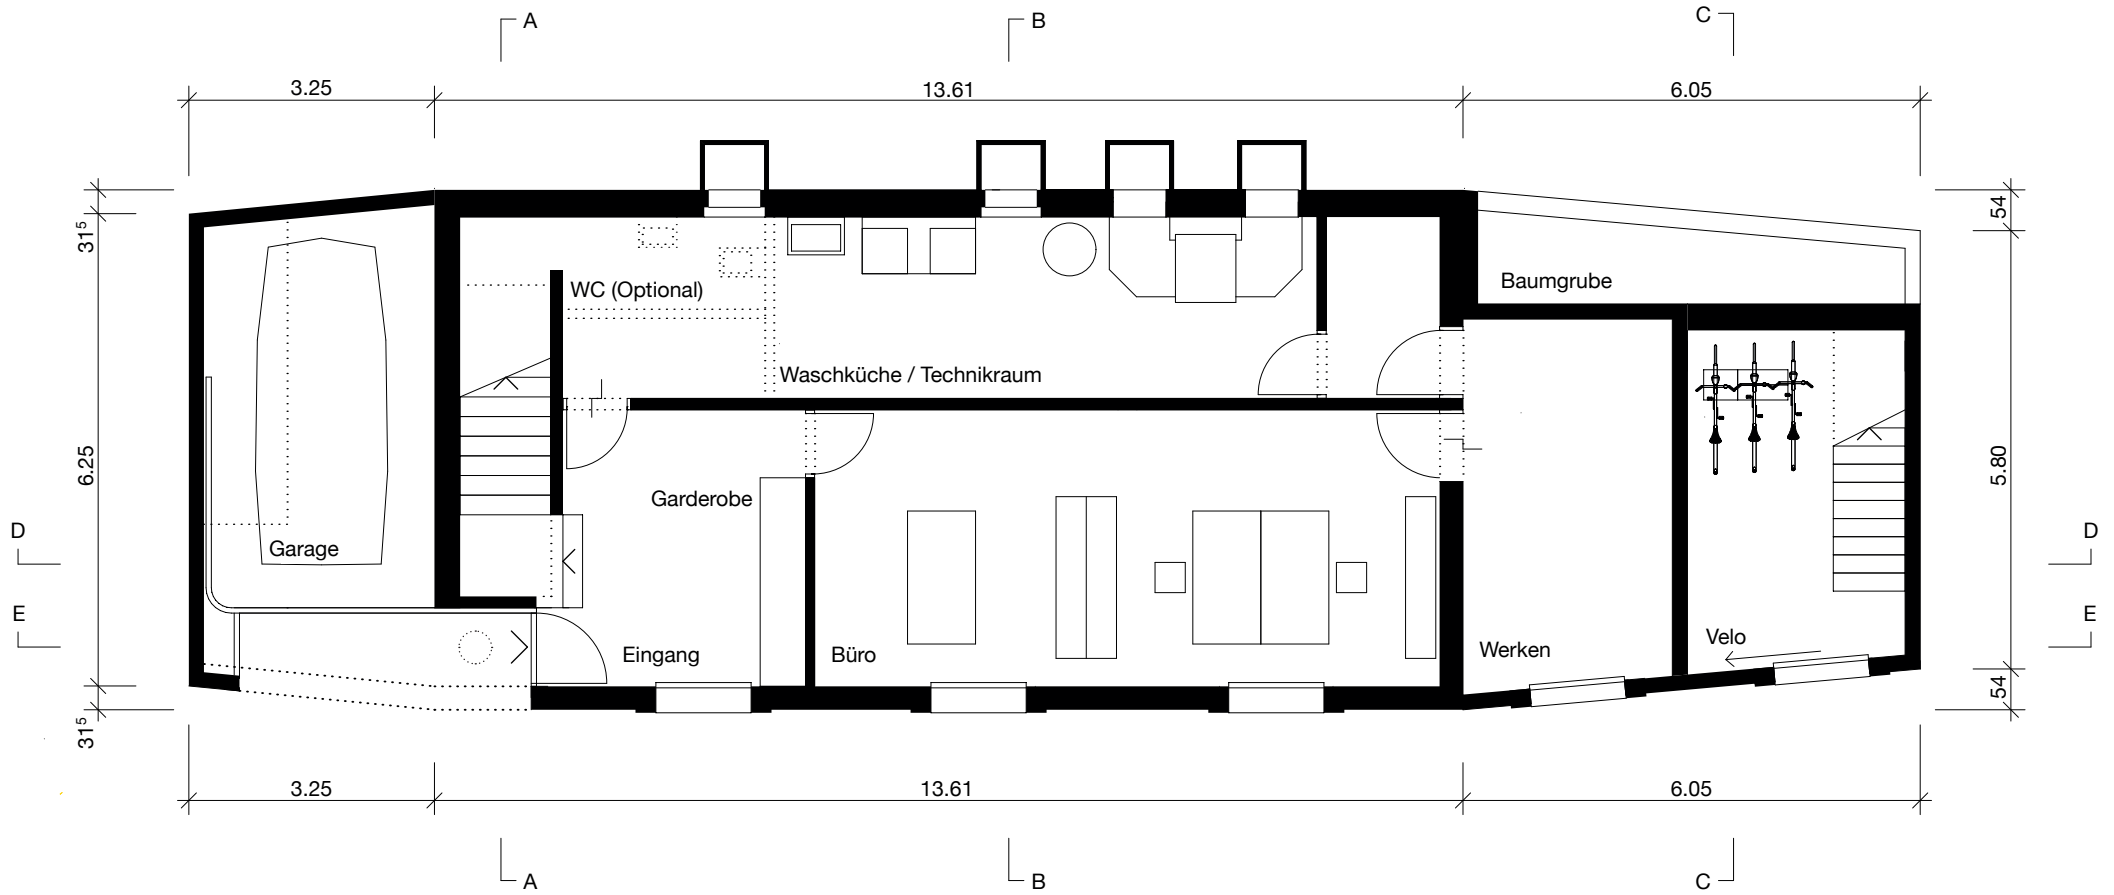 A
B
C
3.25
13.61
6.05
31⁵
54
WC (Optional)
Baumgrube
Waschküche / Technikraum
6.25
5.80
Garderobe
D
D
Garage
E
E
Eingang
Büro
Werken
Velo
31⁵
54
3.25
13.61
6.05
A
B
C